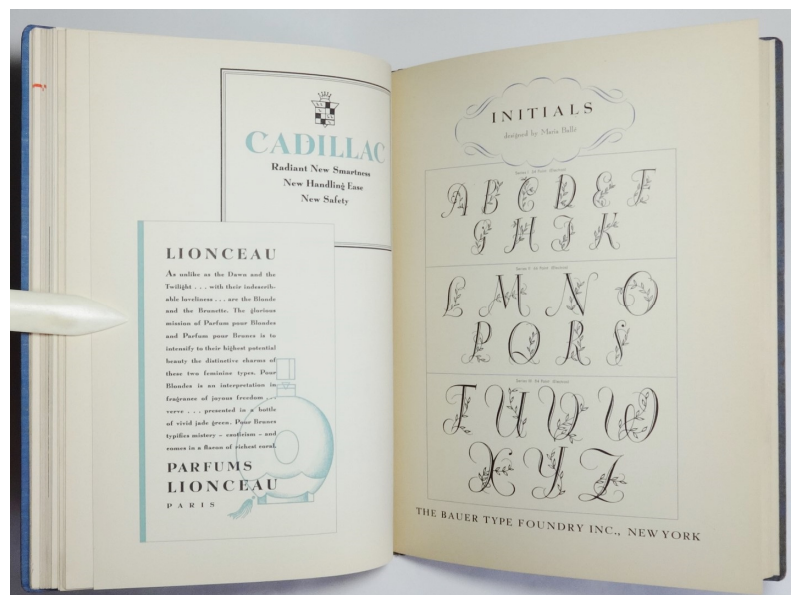 CADILLAC
Radiant New Smartness
New Handling Ease
New Safety
LIONCEAU
As unlike as the Dawn and the
Twilight . . . with their indescrib-
able loveliness . . . are the Blonde
and the Brunette. The glorious
mission of Parfum pour Blondes
and Parfum pour Brunes is to
intensify to their highest potential
beauty the distinctive charms of
these two feminine types. Pour
Blondes is an interpretation in
fragrance of joyous freedom . . .
verve . . . presented in a bottle
of vivid jade green. Pour Brunes
typifies mistery – exoticism – and
comes in a flacon of richest coral.
PARFUMS
LIONCEAU
PARIS
INITIALS
designed by Maria Ballé
A B C D E F
G H I K
L M N O
P Q R S
T U V W
X Y Z
THE BAUER TYPE FOUNDRY INC., NEW YORK